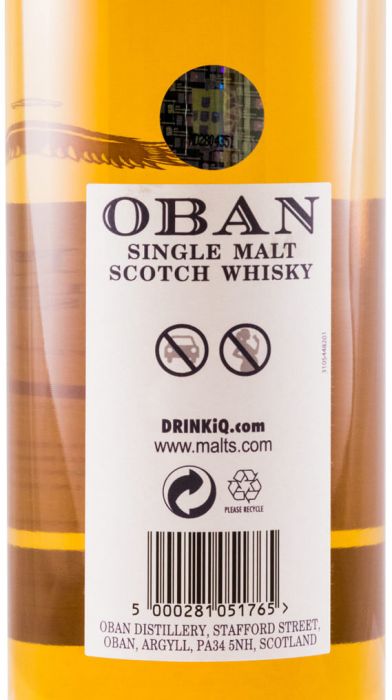 OBAN
SINGLE MALT
SCOTCH WHISKY
3105448201
DRINKiQ.com
www.malts.com
PLEASE RECYCLE
5 000281 051765 >
OBAN DISTILLERY, STAFFORD STREET,
OBAN, ARGYLL, PA34 5NH, SCOTLAND